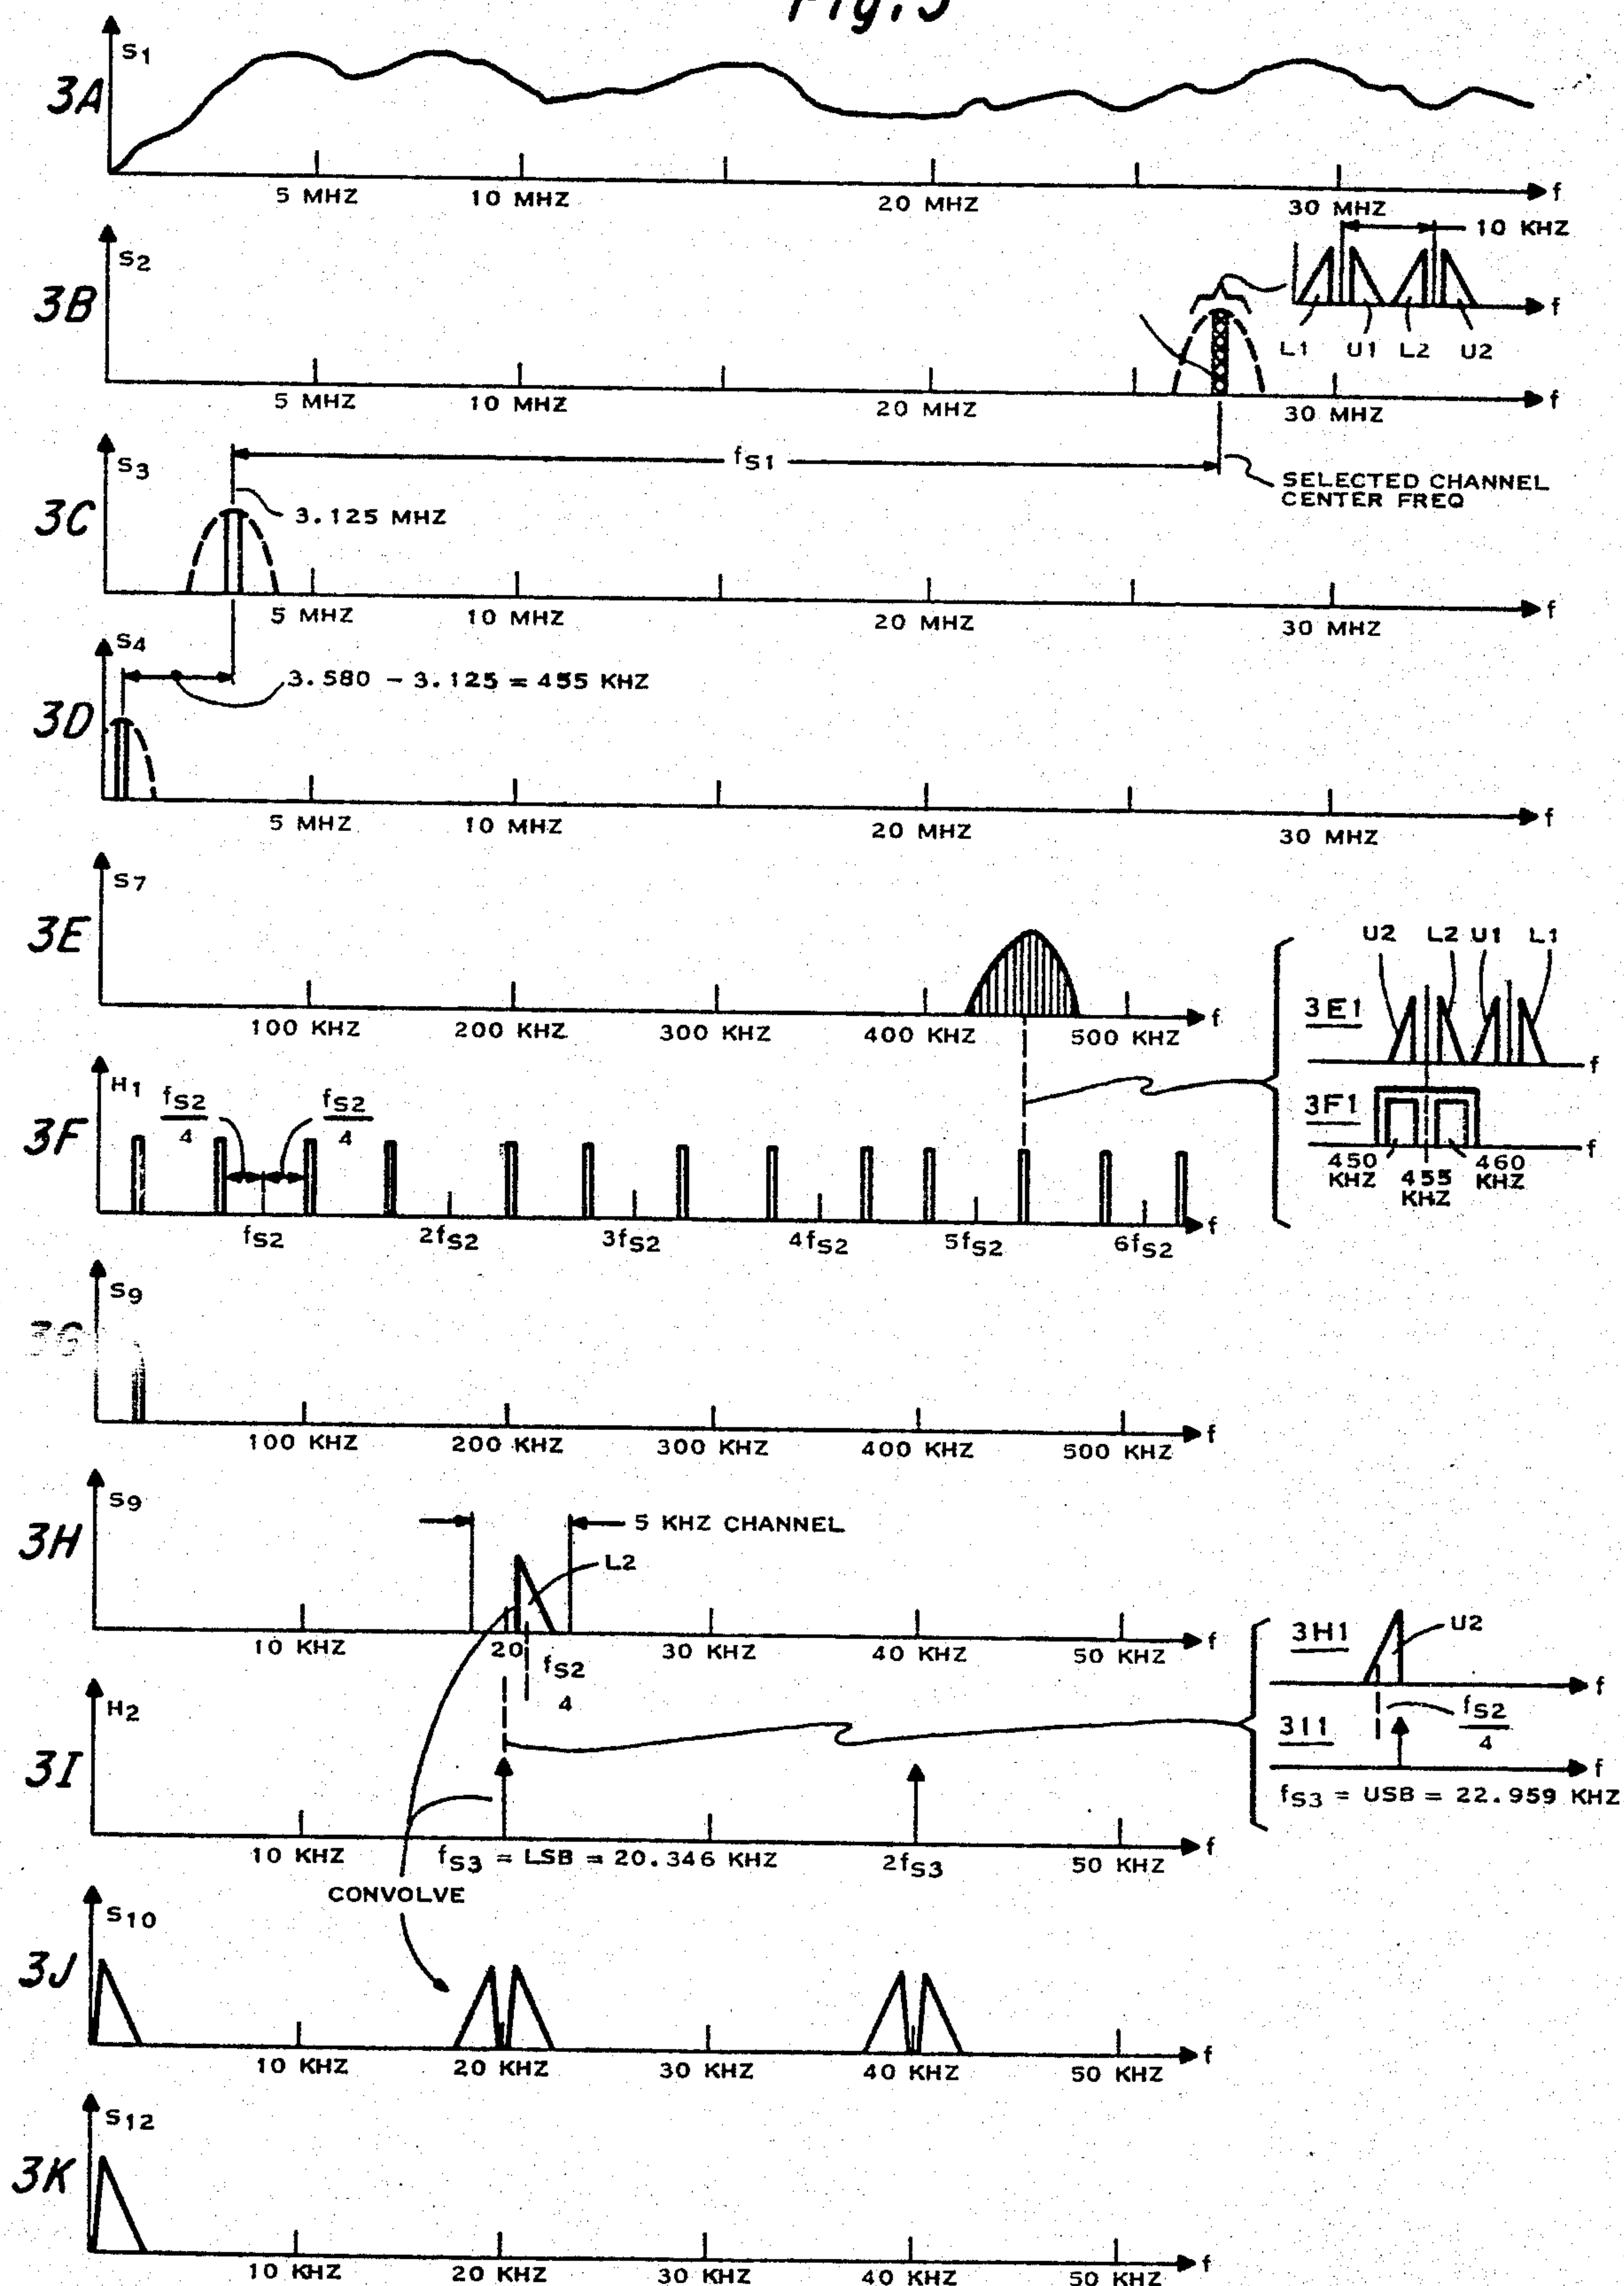 Fig. 3
3A
S1
5 MHZ
10 MHZ
20 MHZ
30 MHZ
f
3B
S2
10 KHZ
f
L1
U1
L2
U2
5 MHZ
10 MHZ
20 MHZ
30 MHZ
f
3C
S3
fS1
SELECTED CHANNEL
CENTER FREQ
3.125 MHZ
5 MHZ
10 MHZ
20 MHZ
30 MHZ
f
3D
S4
3.580 - 3.125 = 455 KHZ
5 MHZ
10 MHZ
20 MHZ
30 MHZ
f
3E
S7
100 KHZ
200 KHZ
300 KHZ
400 KHZ
500 KHZ
f
3E1
U2
L2
U1
L1
f
3F1
f
450
KHZ
455
KHZ
460
KHZ
3F
H1
fS2
4
fS2
4
fS2
2fS2
3fS2
4fS2
5fS2
6fS2
f
3G
S9
100 KHZ
200 KHZ
300 KHZ
400 KHZ
500 KHZ
f
3H
S9
5 KHZ CHANNEL
L2
10 KHZ
20
fS2
4
30 KHZ
40 KHZ
50 KHZ
f
3H1
U2
f
3I1
fS2
4
f
fS3 = USB = 22.959 KHZ
3I
H2
10 KHZ
fS3 = LSB = 20.346 KHZ
2fS3
50 KHZ
f
CONVOLVE
3J
S10
10 KHZ
20 KHZ
30 KHZ
40 KHZ
50 KHZ
f
3K
S12
10 KHZ
20 KHZ
30 KHZ
40 KHZ
50 KHZ
f